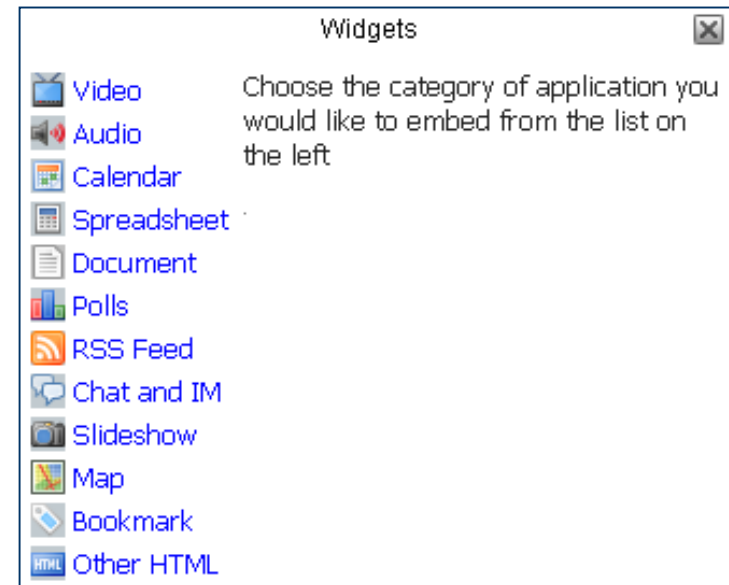 Widgets
Video
Audio
Calendar
Spreadsheet
Document
Polls
RSS Feed
Chat and IM
Slideshow
Map
Bookmark
HTML Other HTML
Choose the category of application you
would like to embed from the list on
the left